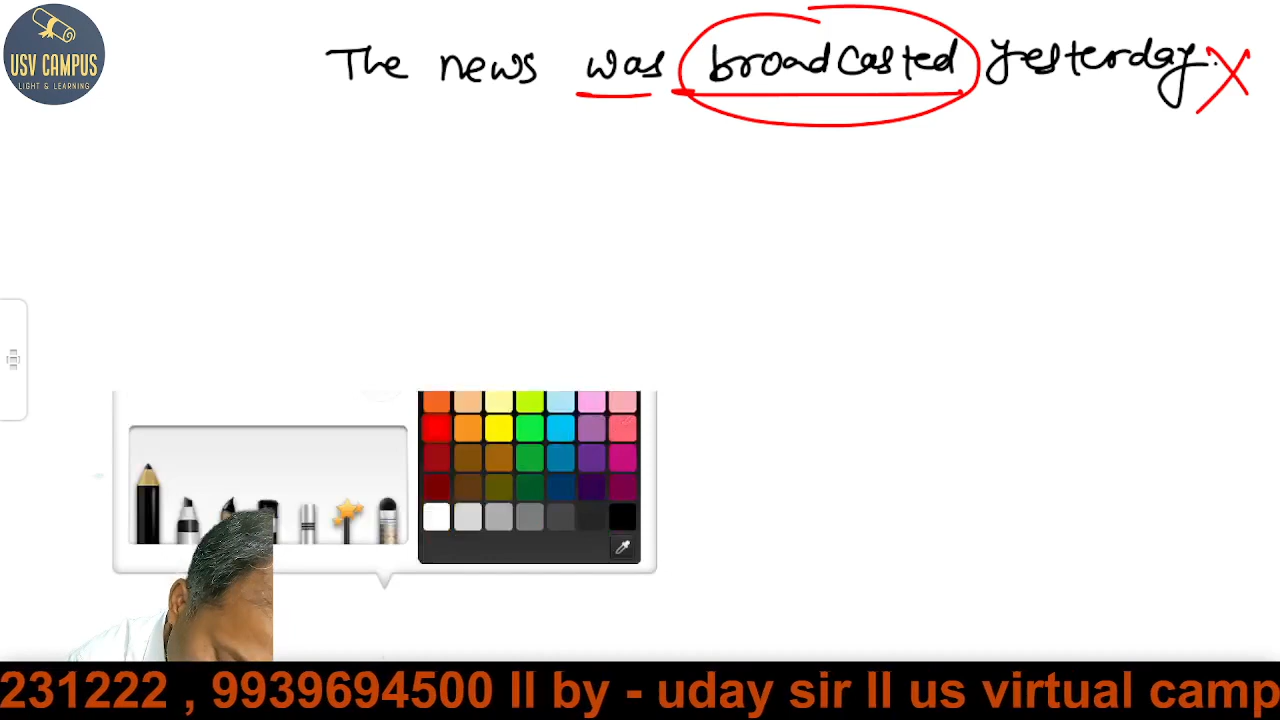 USV CAMPUS
LIGHT & LEARNING
The news was broadcasted yesterday.
231222 , 9939694500 ll by - uday sir ll us virtual camp